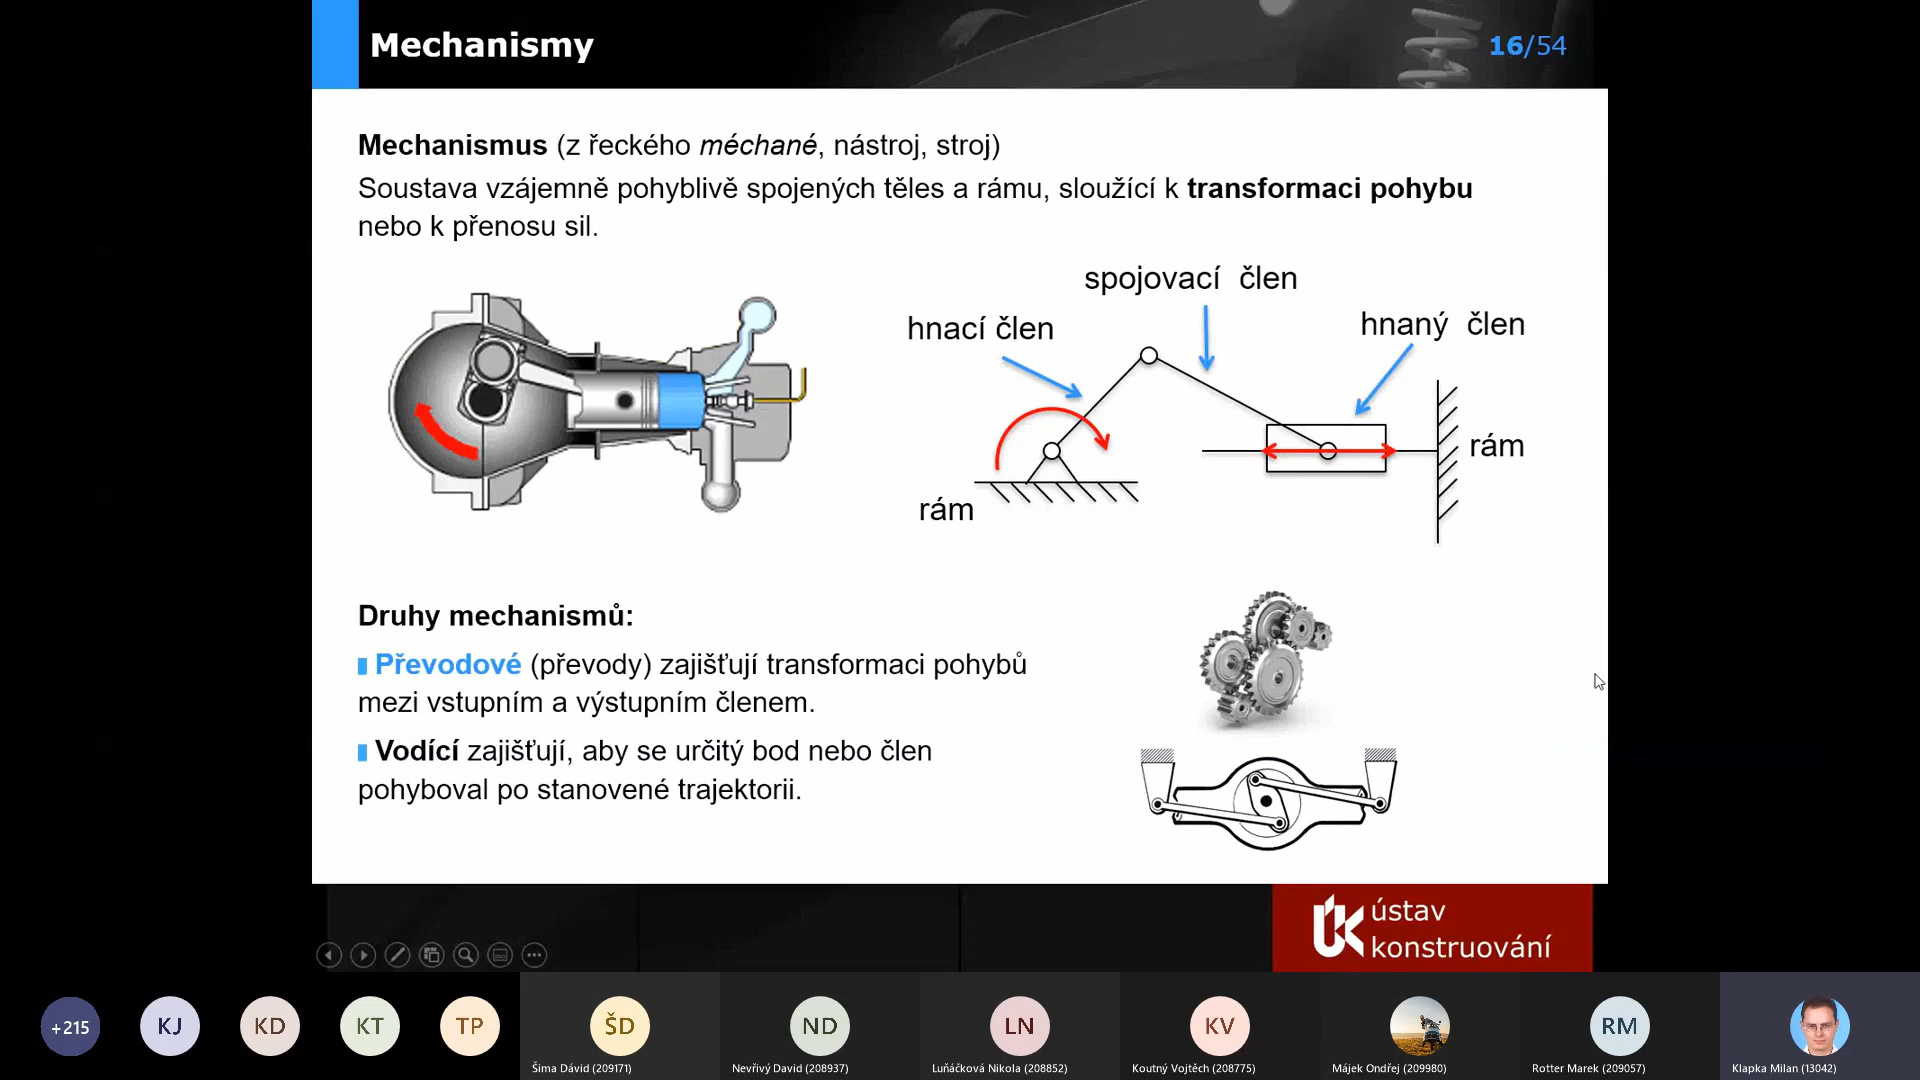 Mechanismy
16/54
Mechanismus (z řeckého méchané, nástroj, stroj)
Soustava vzájemně pohyblivě spojených těles a rámu, sloužící k transformaci pohybu
nebo k přenosu sil.
spojovací člen
hnací člen
hnaný člen
rám
rám
Druhy mechanismů:
Převodové (převody) zajišťují transformaci pohybů
mezi vstupním a výstupním členem.
Vodící zajišťují, aby se určitý bod nebo člen
pohyboval po stanovené trajektorii.
ÚK ústav
konstruování
+215
KJ
KD
KT
TP
ŠD
ND
LN
KV
RM
Šima Dávid (209171)
Nevřivý David (208937)
Luňáčková Nikola (208852)
Koutný Vojtěch (208775)
Májek Ondřej (209980)
Rotter Marek (209057)
Klapka Milan (13042)